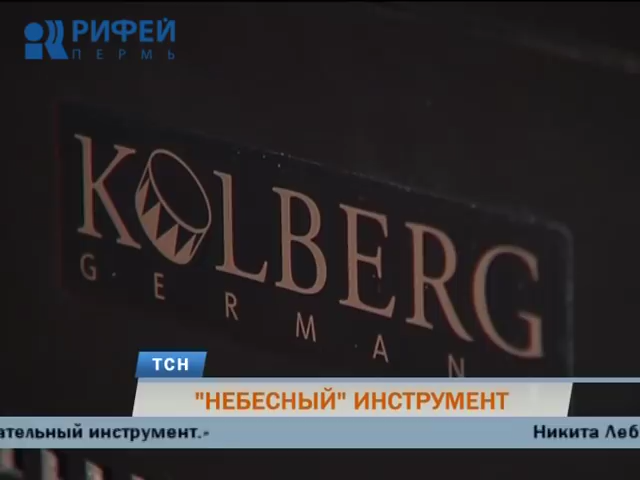 РИФЕЙ
ПЕРМЬ
KOLBERG
GERMAN
ТСН
"НЕБЕСНЫЙ" ИНСТРУМЕНТ
ательный инструмент.
Никита Леб